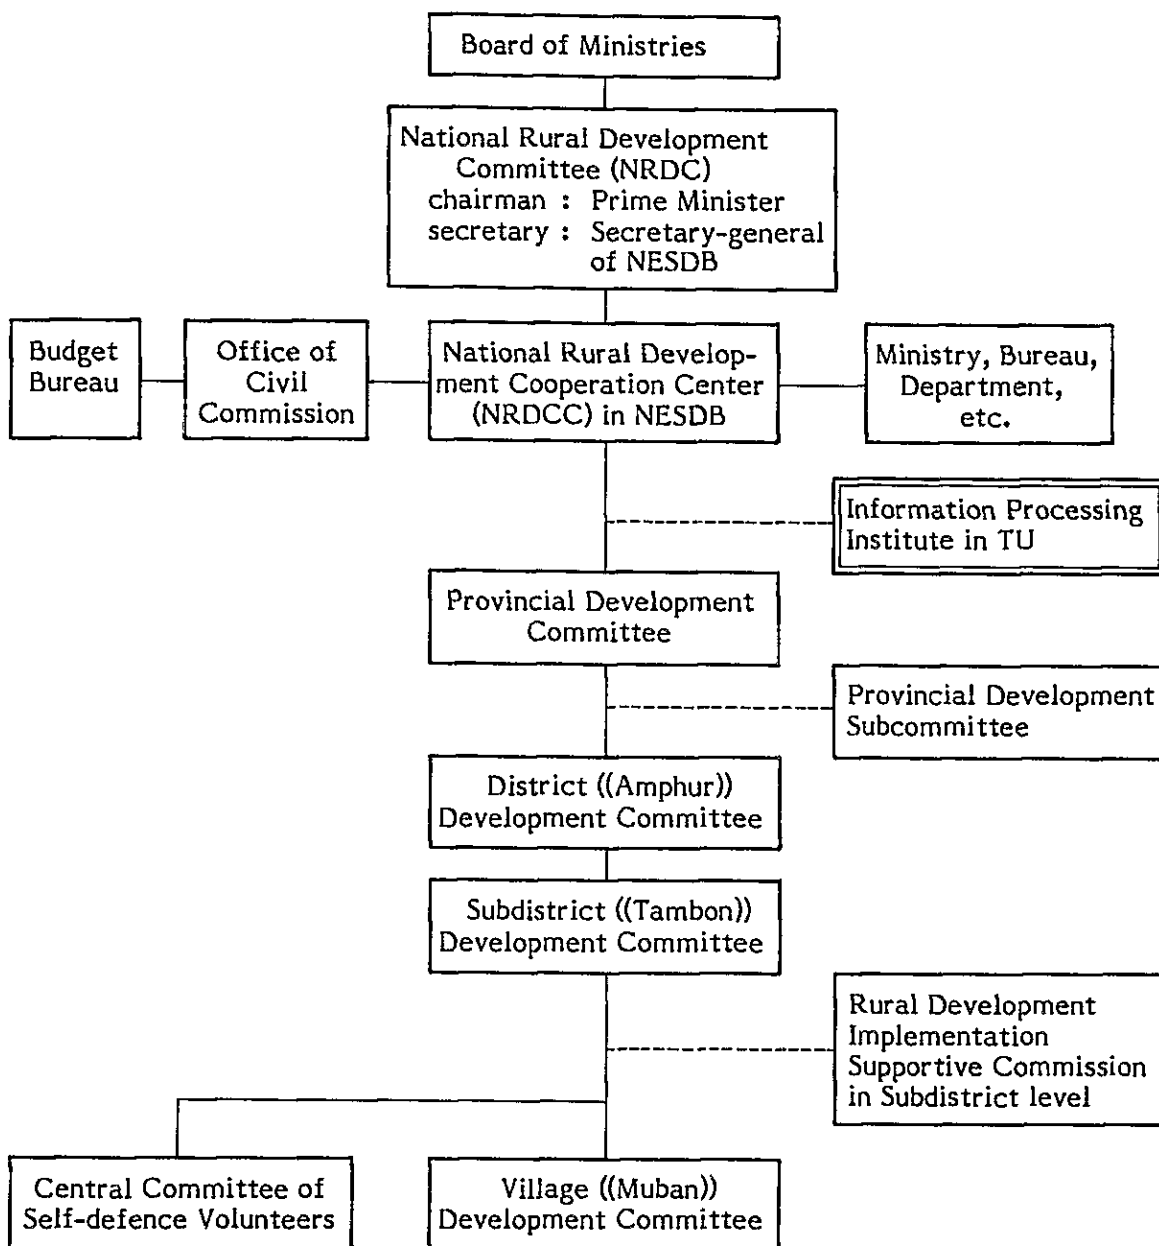 Board of Ministries
National Rural Development
Committee (NRDC)
chairman : Prime Minister
secretary : Secretary-general
of NESDB
Budget
Bureau
Office of
Civil
Commission
National Rural Develop-
ment Cooperation Center
(NRDCC) in NESDB
Ministry, Bureau,
Department,
etc.
Information Processing
Institute in TU
Provincial Development
Committee
Provincial Development
Subcommittee
District ((Amphur))
Development Committee
Subdistrict ((Tambon))
Development Committee
Rural Development
Implementation
Supportive Commission
in Subdistrict level
Central Committee of
Self-defence Volunteers
Village ((Muban))
Development Committee